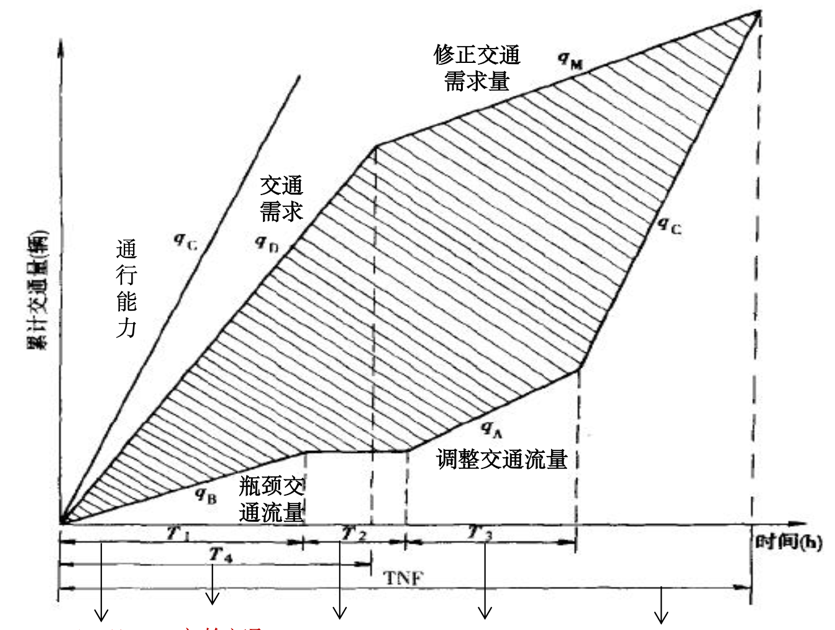 修正交通
需求量
q_M
交通
需求
q_D
q_C
通
行
能
力
累计交通量(辆)
q_C
q_A
调整交通流量
q_B
瓶颈交
通流量
T_1
T_2
T_3
时间(h)
T_4
TNF